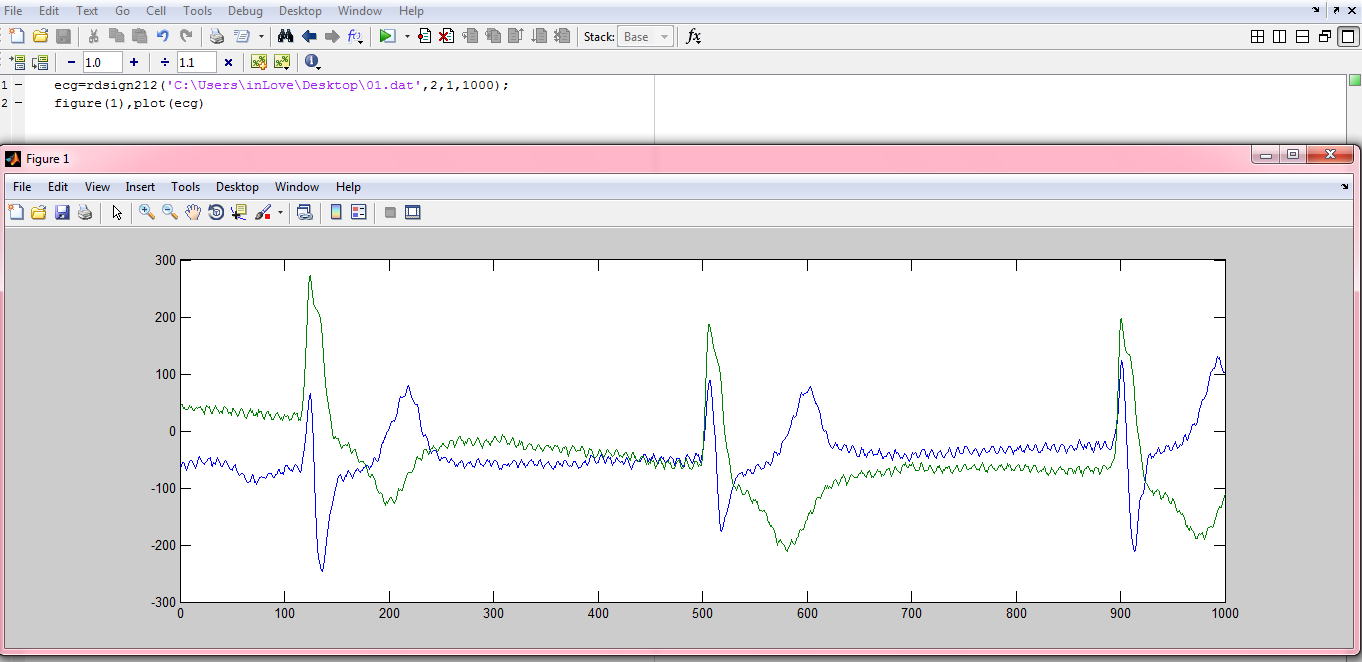 File Edit Text Go Cell Tools Debug Desktop Window Help
Stack: Base fx
− 1.0 + ÷ 1.1 ×
1 − ecg=rdsign212('C:\Users\inLove\Desktop\01.dat',2,1,1000);
2 − figure(1),plot(ecg)
Figure 1
File Edit View Insert Tools Desktop Window Help
300
200
100
0
-100
-200
-300
0 100 200 300 400 500 600 700 800 900 1000